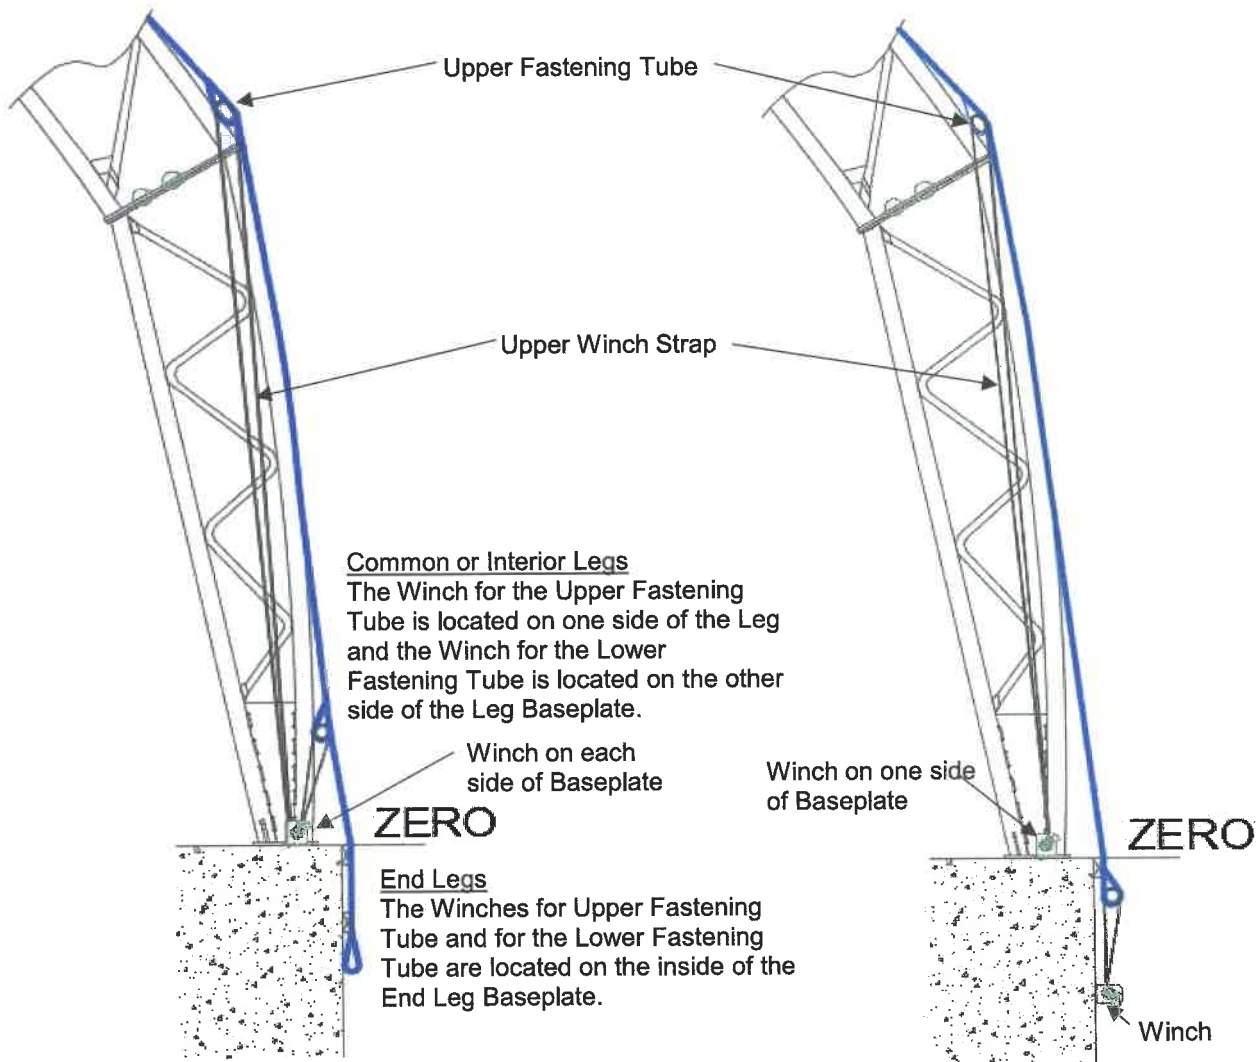 Upper Fastening Tube
Upper Winch Strap
Common or Interior Legs
The Winch for the Upper Fastening
Tube is located on one side of the Leg
and the Winch for the Lower
Fastening Tube is located on the other
side of the Leg Baseplate.
Winch on each
side of Baseplate
ZERO
End Legs
The Winches for Upper Fastening
Tube and for the Lower Fastening
Tube are located on the inside of the
End Leg Baseplate.
Winch on one side
of Baseplate
ZERO
Winch